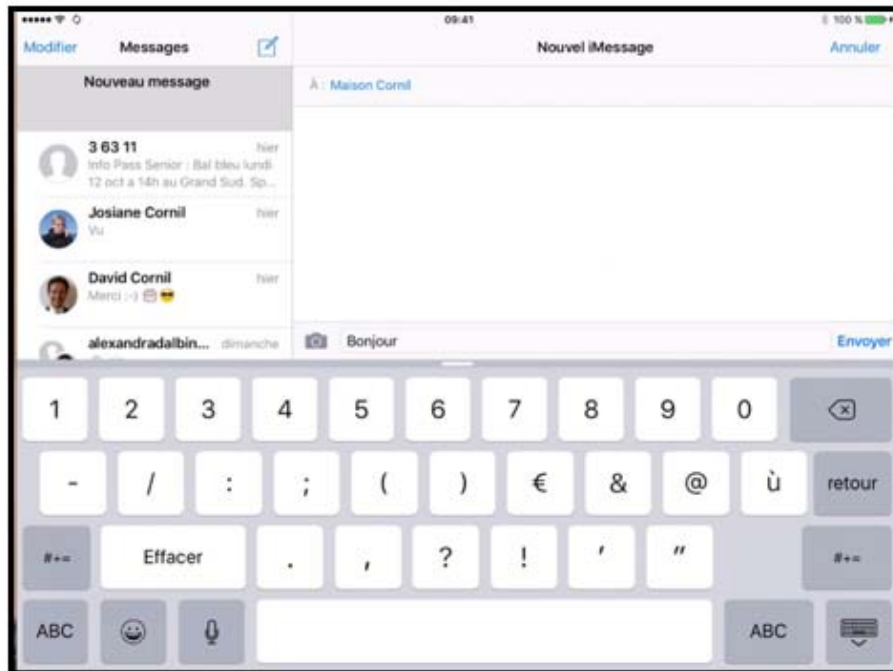 09:41
100 %
Modifier Messages
Nouvel iMessage
Annuler
Nouveau message
À : Maison Cornil
3 63 11 hier
Info Pass Senior : Bal bleu lundi
12 oct a 14h au Grand Sud. Sp...
Josiane Cornil hier
Vu
David Cornil hier
Merci :-)
alexandradalbin... dimanche
Bonjour
Envoyer
1 2 3 4 5 6 7 8 9 0
- / : ; ( ) € & @ ù retour
#+= Effacer . , ? ! ' " #+=
ABC ABC